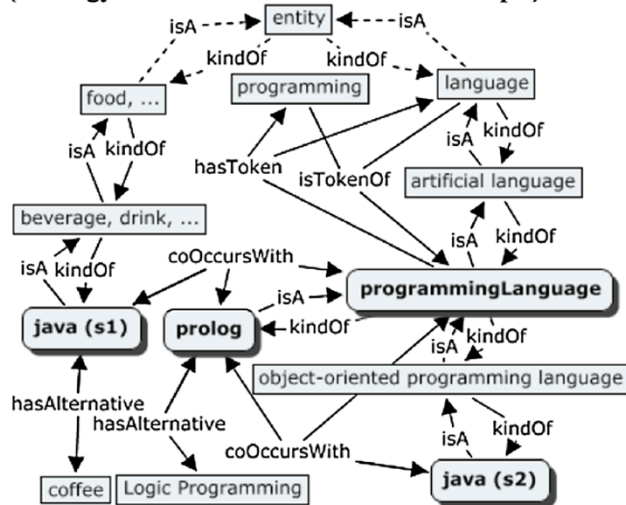 entity
isA
isA
kindOf
kindOf
food, ...
programming
language
isA
kindOf
hasToken
isTokenOf
isA
kindOf
artificial language
beverage, drink, ...
isA
kindOf
coOccursWith
isA
kindOf
java (s1)
prolog
isA
kindOf
programmingLanguage
isA
kindOf
object-oriented programming language
hasAlternative
hasAlternative
coOccursWith
isA
kindOf
coffee
Logic Programming
java (s2)